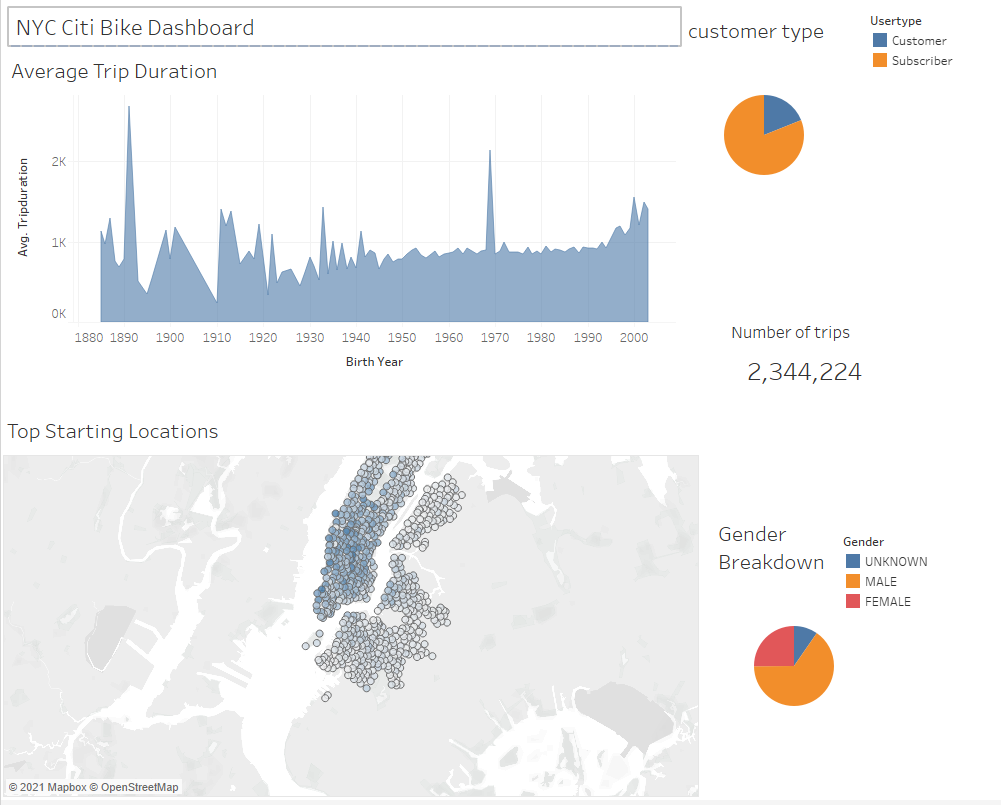 NYC Citi Bike Dashboard
customer type
Usertype
Customer
Subscriber
Average Trip Duration
Avg. Tripduration
2K
1K
0K
1880 1890 1900 1910 1920 1930 1940 1950 1960 1970 1980 1990 2000
Birth Year
Number of trips
2,344,224
Top Starting Locations
© 2021 Mapbox © OpenStreetMap
Gender
Breakdown
Gender
UNKNOWN
MALE
FEMALE